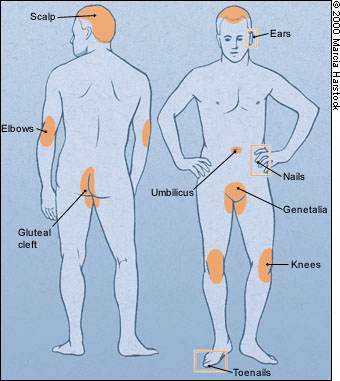 Scalp
Ears
Elbows
Umbilicus
Nails
Gluteal
cleft
Genetalia
Knees
Toenails
© 2000 Marcia Hartsock